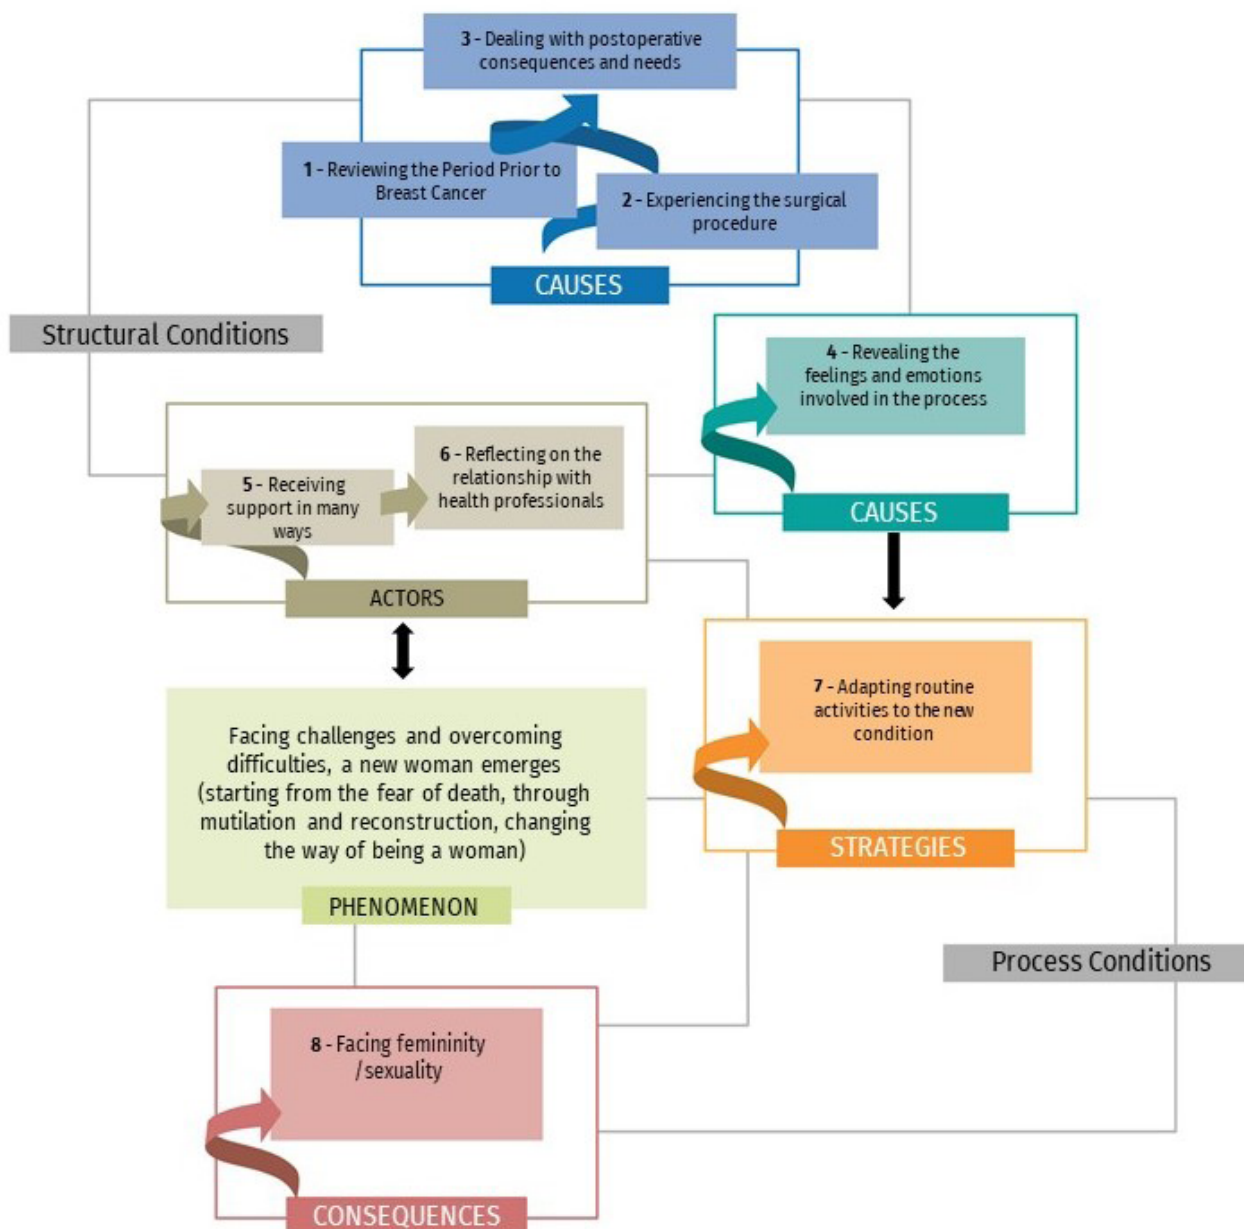 3 - Dealing with postoperative
consequences and needs
1 - Reviewing the Period Prior to
Breast Cancer
2 - Experiencing the surgical
procedure
CAUSES
Structural Conditions
4 - Revealing the
feelings and emotions
involved in the process
CAUSES
5 - Receiving
support in many
ways
6 - Reflecting on the
relationship with
health professionals
ACTORS
7 - Adapting routine
activities to the new
condition
STRATEGIES
Facing challenges and overcoming
difficulties, a new woman emerges
(starting from the fear of death, through
mutilation and reconstruction, changing
the way of being a woman)
PHENOMENON
Process Conditions
8 - Facing femininity
/sexuality
CONSEQUENCES